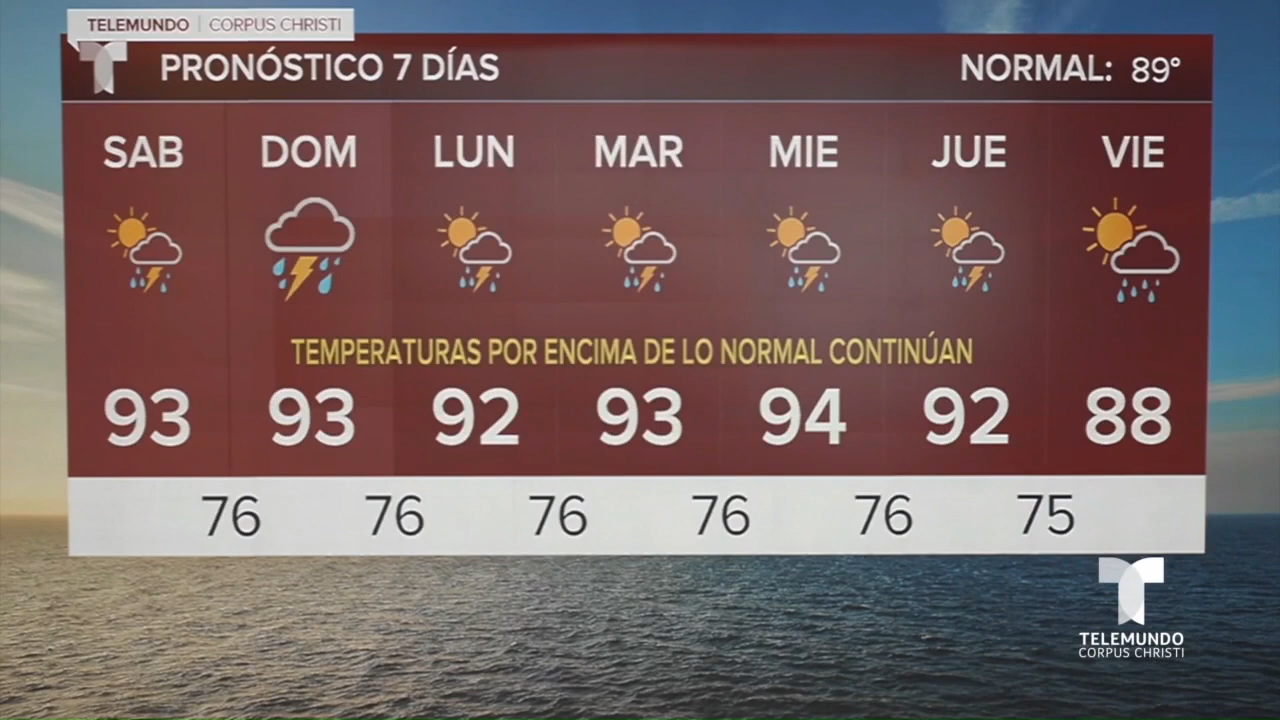 TELEMUNDO | CORPUS CHRISTI
PRONÓSTICO 7 DÍAS
NORMAL: 89°
SAB DOM LUN MAR MIE JUE VIE
TEMPERATURAS POR ENCIMA DE LO NORMAL CONTINÚAN
93 93 92 93 94 92 88
76 76 76 76 76 75
TELEMUNDO
CORPUS CHRISTI